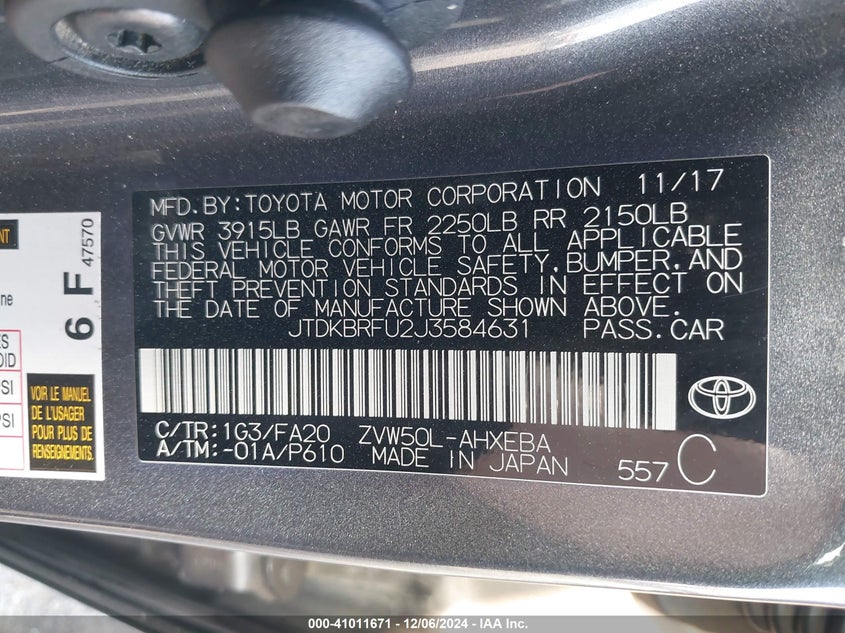 MFD. BY: TOYOTA MOTOR CORPORATION 11/17
GVWR 3915LB GAWR FR 2250LB RR 2150LB
THIS VEHICLE CONFORMS TO ALL APPLICABLE
FEDERAL MOTOR VEHICLE SAFETY, BUMPER, AND
THEFT PREVENTION STANDARDS IN EFFECT ON
THE DATE OF MANUFACTURE SHOWN ABOVE.
JTDKBRFU2J3584631 PASS. CAR
C/TR: 1G3/FA20 ZVW50L-AHXEBA
A/TM: -01A/P610 MADE IN JAPAN 557 C
6 F 47570
PSI
VOIR LE MANUEL
DE L'USAGER
POUR PLUS DE
RENSEIGNEMENTS.
000-41011671 - 12/06/2024 - IAA Inc.